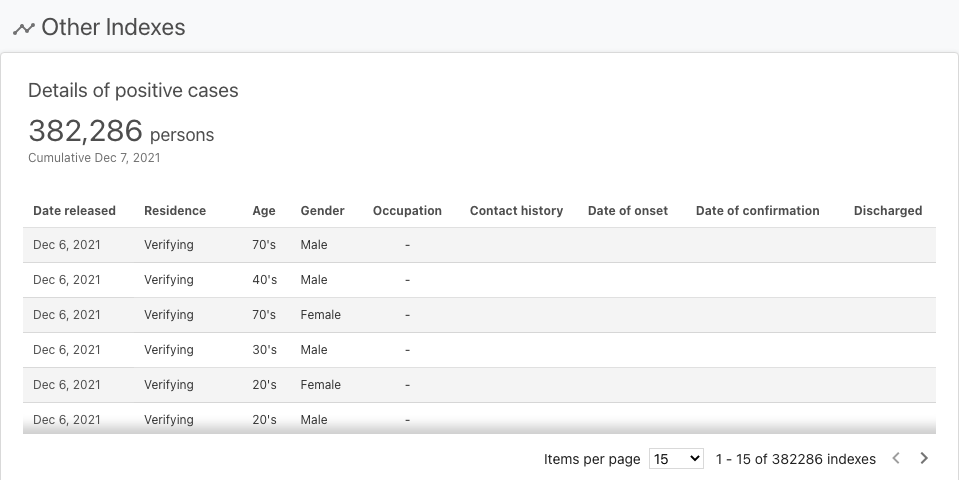 Other Indexes
Details of positive cases
382,286 persons
Cumulative Dec 7, 2021
Date released Residence Age Gender Occupation Contact history Date of onset Date of confirmation Discharged
Dec 6, 2021 Verifying 70's Male -
Dec 6, 2021 Verifying 40's Male -
Dec 6, 2021 Verifying 70's Female -
Dec 6, 2021 Verifying 30's Male -
Dec 6, 2021 Verifying 20's Female -
Dec 6, 2021 Verifying 20's Male -
Items per page 15 1 - 15 of 382286 indexes